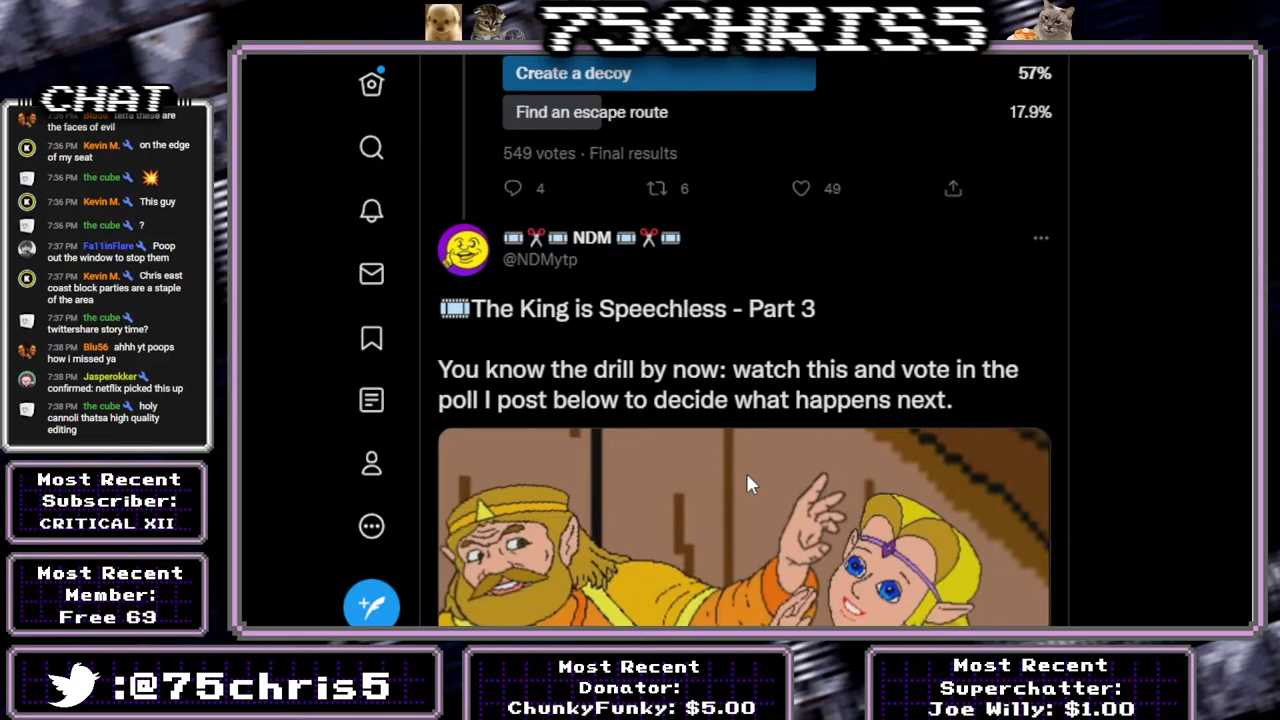 75CHRIS5
CHAT
7:35 PM Blu56 terra these are
the faces of evil
7:36 PM Kevin M. on the edge
of my seat
7:36 PM the cube
7:36 PM Kevin M. This guy
7:36 PM the cube ?
7:37 PM Fa11inFlare Poop
out the window to stop them
7:37 PM Kevin M. Chris east
coast block parties are a staple
of the area
7:37 PM the cube
twittershare story time?
7:38 PM Blu56 ahhh yt poops
how i missed ya
7:38 PM Jasperokker
confirmed: netflix picked this up
7:38 PM the cube holy
cannoli thatsa high quality
editing
Most Recent
Subscriber:
CRITICAL XII
Most Recent
Member:
Free 69
Create a decoy 57%
Find an escape route 17.9%
549 votes · Final results
4 6 49
NDM
@NDMytp
The King is Speechless - Part 3
You know the drill by now: watch this and vote in the
poll I post below to decide what happens next.
:@75chris5
Most Recent
Donator:
ChunkyFunky: $5.00
Most Recent
Superchatter:
Joe Willy: $1.00